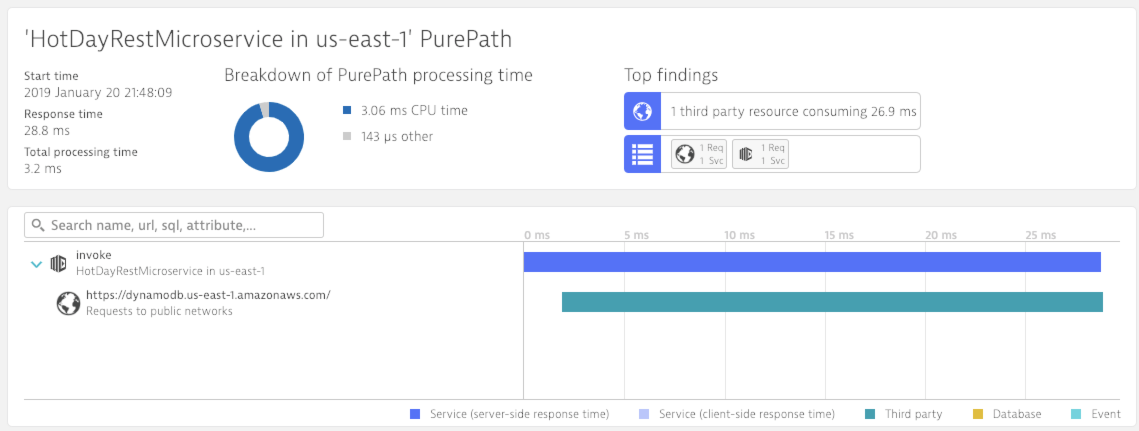 'HotDayRestMicroservice in us-east-1' PurePath
Start time
2019 January 20 21:48:09
Response time
28.8 ms
Total processing time
3.2 ms
Breakdown of PurePath processing time
3.06 ms CPU time
143 µs other
Top findings
1 third party resource consuming 26.9 ms
1 Req
1 Svc
1 Req
1 Svc
Search name, url, sql, attribute,...
0 ms 5 ms 10 ms 15 ms 20 ms 25 ms
invoke
HotDayRestMicroservice in us-east-1
https://dynamodb.us-east-1.amazonaws.com/
Requests to public networks
Service (server-side response time) Service (client-side response time) Third party Database Event